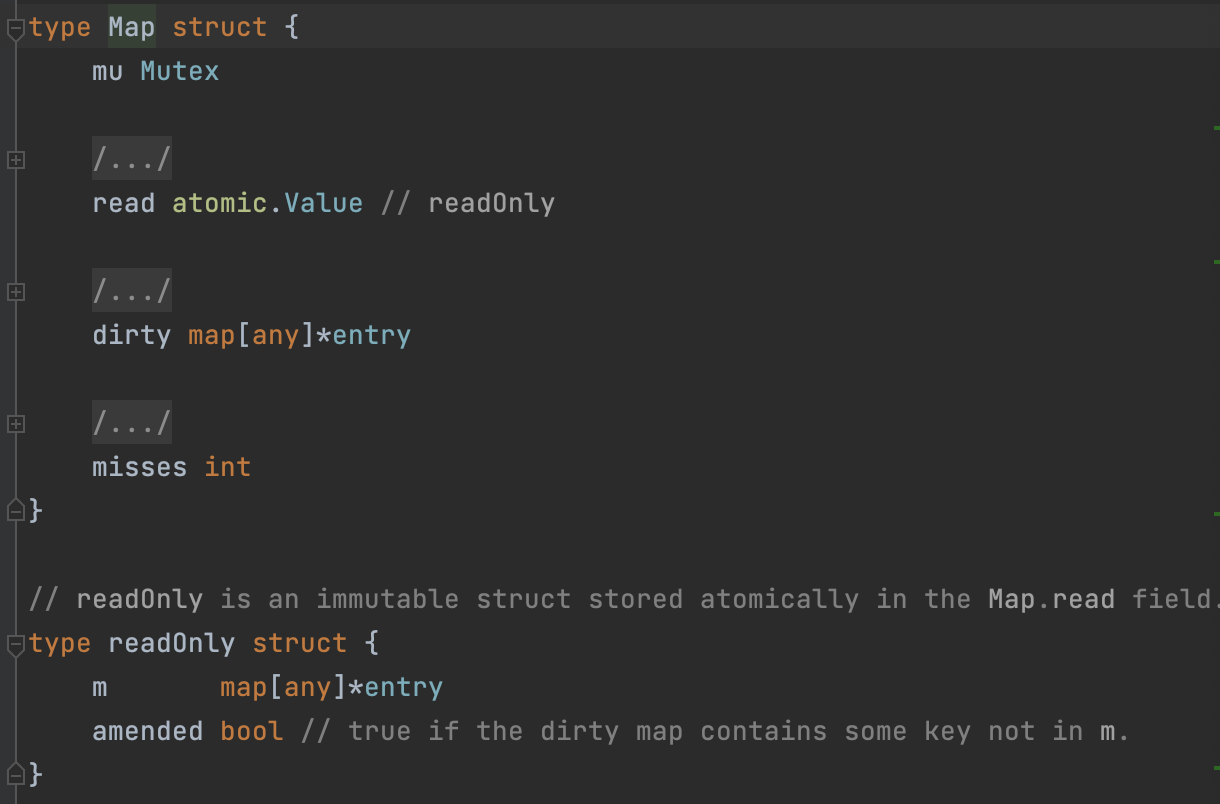 type Map struct {
mu Mutex
/.../
read atomic.Value // readOnly
/.../
dirty map[any]*entry
/.../
misses int
}
// readOnly is an immutable struct stored atomically in the Map.read field.
type readOnly struct {
m map[any]*entry
amended bool // true if the dirty map contains some key not in m.
}